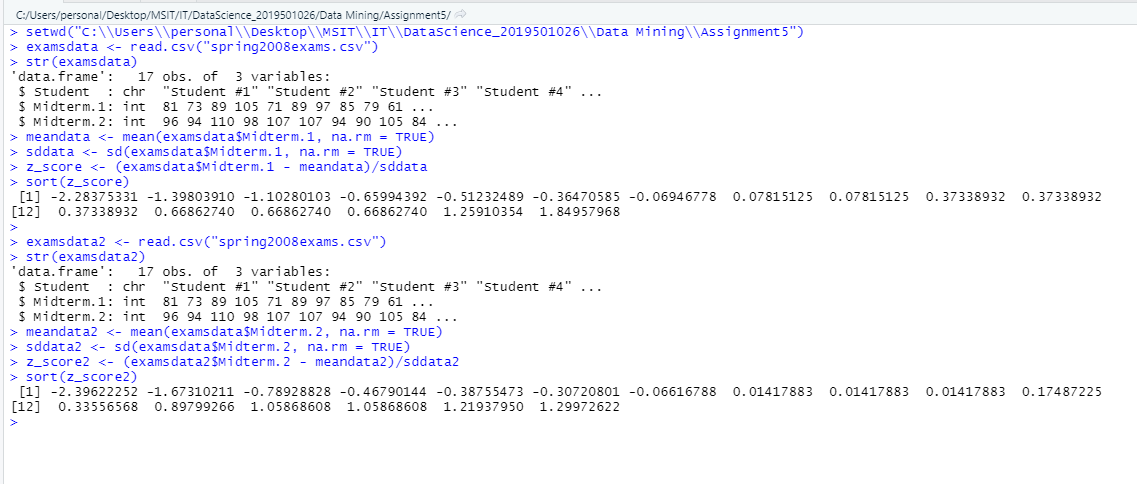 C:/Users/personal/Desktop/MSIT/IT/DataScience_2019501026/Data Mining/Assignment5/
> setwd("C:\\Users\\personal\\Desktop\\MSIT\\IT\\DataScience_2019501026\\Data Mining\\Assignment5")
> examsdata <- read.csv("spring2008exams.csv")
> str(examsdata)
'data.frame':   17 obs. of  3 variables:
 $ Student  : chr  "Student #1" "Student #2" "Student #3" "Student #4" ...
 $ Midterm.1: int  81 73 89 105 71 89 97 85 79 61 ...
 $ Midterm.2: int  96 94 110 98 107 107 94 90 105 84 ...
> meandata <- mean(examsdata$Midterm.1, na.rm = TRUE)
> sddata <- sd(examsdata$Midterm.1, na.rm = TRUE)
> z_score <- (examsdata$Midterm.1 - meandata)/sddata
> sort(z_score)
 [1] -2.28375331 -1.39803910 -1.10280103 -0.65994392 -0.51232489 -0.36470585 -0.06946778  0.07815125  0.07815125  0.37338932  0.37338932
[12]  0.37338932  0.66862740  0.66862740  0.66862740  1.25910354  1.84957968
>
> examsdata2 <- read.csv("spring2008exams.csv")
> str(examsdata2)
'data.frame':   17 obs. of  3 variables:
 $ Student  : chr  "Student #1" "Student #2" "Student #3" "Student #4" ...
 $ Midterm.1: int  81 73 89 105 71 89 97 85 79 61 ...
 $ Midterm.2: int  96 94 110 98 107 107 94 90 105 84 ...
> meandata2 <- mean(examsdata$Midterm.2, na.rm = TRUE)
> sddata2 <- sd(examsdata$Midterm.2, na.rm = TRUE)
> z_score2 <- (examsdata2$Midterm.2 - meandata2)/sddata2
> sort(z_score2)
 [1] -2.39622252 -1.67310211 -0.78928828 -0.46790144 -0.38755473 -0.30720801 -0.06616788  0.01417883  0.01417883  0.01417883  0.17487225
[12]  0.33556568  0.89799266  1.05868608  1.05868608  1.21937950  1.29972622
>